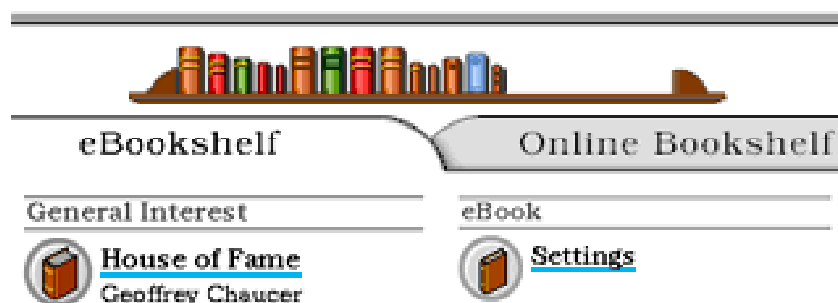 eBookshelf
Online Bookshelf
General Interest
eBook
House of Fame
Settings
Geoffrey Chaucer